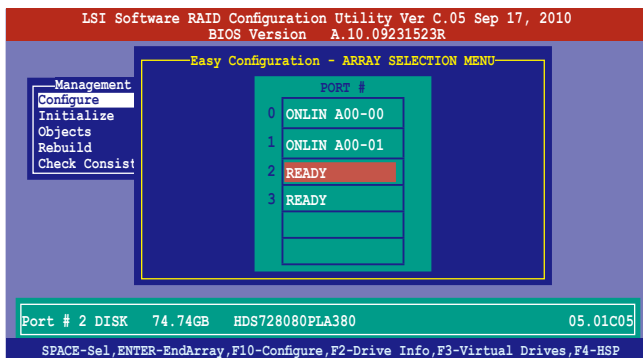 LSI Software RAID Configuration Utility Ver C.05 Sep 17, 2010
BIOS Version A.10.09231523R
Easy Configuration - ARRAY SELECTION MENU
Management
Configure
Initialize
Objects
Rebuild
Check Consist
PORT #
0 ONLIN A00-00
1 ONLIN A00-01
2 READY
3 READY
Port # 2 DISK 74.74GB HDS728080PLA380 05.01C05
SPACE-Sel,ENTER-EndArray,F10-Configure,F2-Drive Info,F3-Virtual Drives,F4-HSP